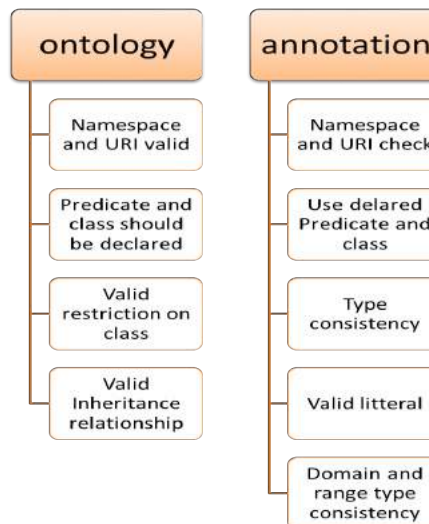 ontology
Namespace
and URI valid
Predicate and
class should
be declared
Valid
restriction on
class
Valid
Inheritance
relationship
annotation
Namespace
and URI check
Use delared
Predicate and
class
Type
consistency
Valid litteral
Domain and
range type
consistency